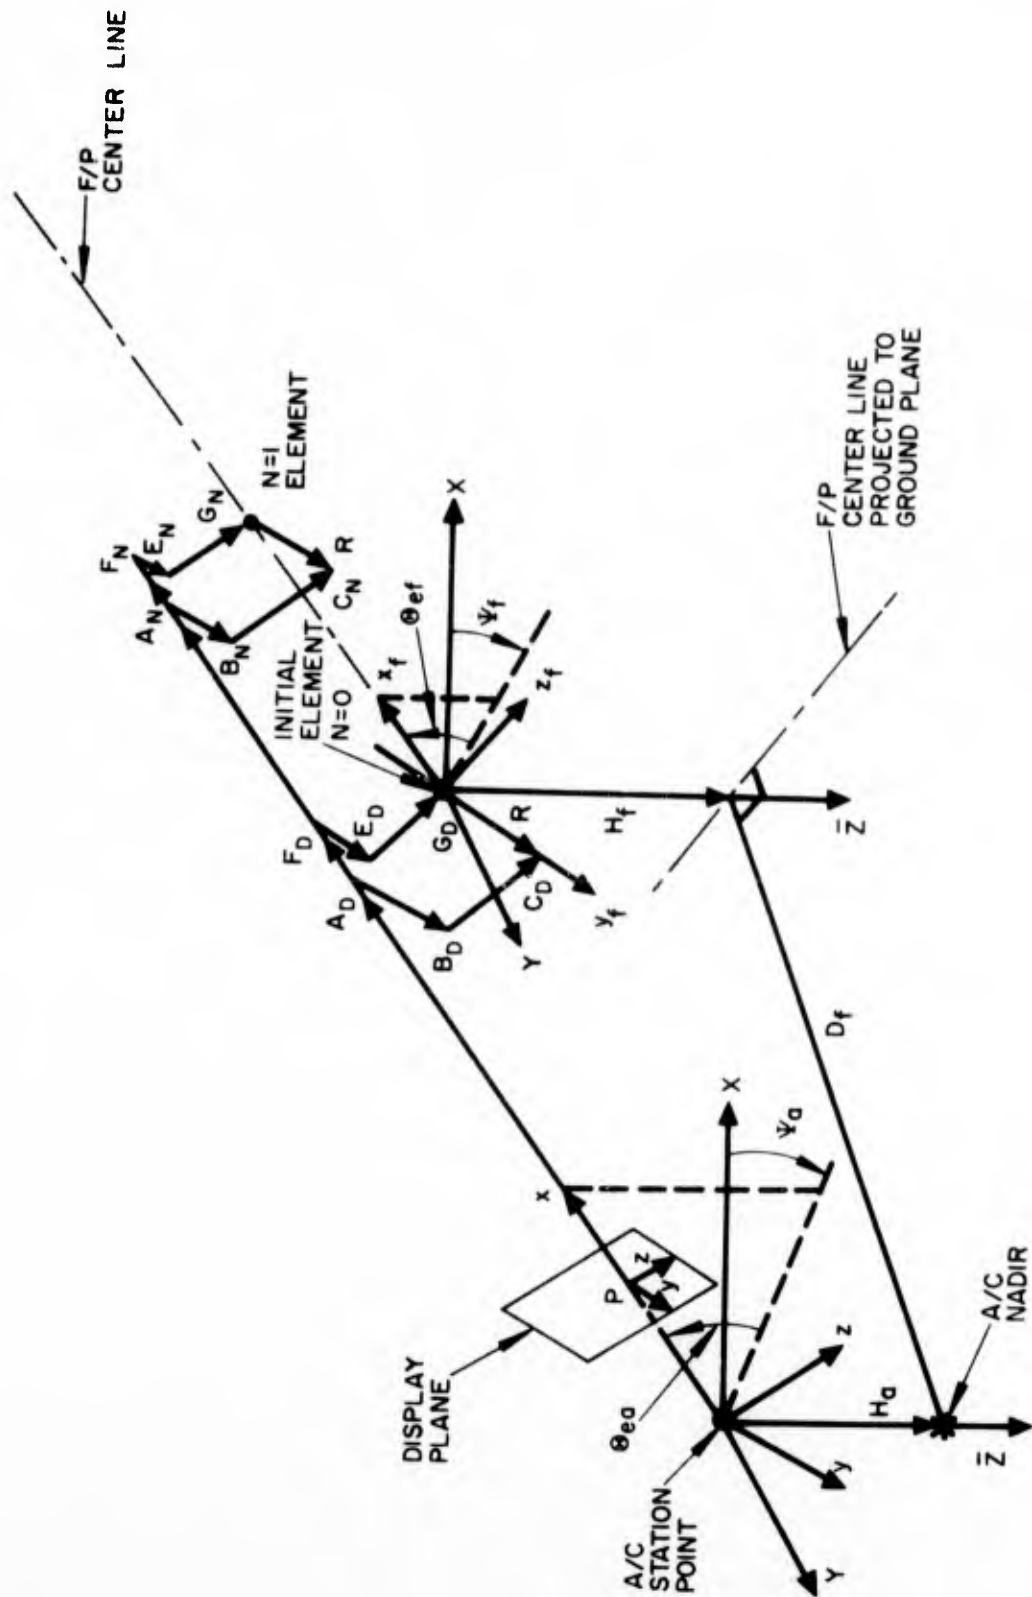 F/P
CENTER LINE
N=1
ELEMENT
F_N
E_N
G_N
A_N
B_N
C_N
R
INITIAL
ELEMENT
N=0
x_f
Θ_ef
X
Ψ_f
z_f
F_D
E_D
G_D
A_D
B_D
C_D
R
Y
y_f
H_f
Z̄
F/P
CENTER LINE
PROJECTED TO
GROUND PLANE
D_f
DISPLAY
PLANE
P
z
y
x
X
Ψ_a
Θ_ea
z
y
Y
H_a
Z̄
A/C
STATION
POINT
A/C
NADIR